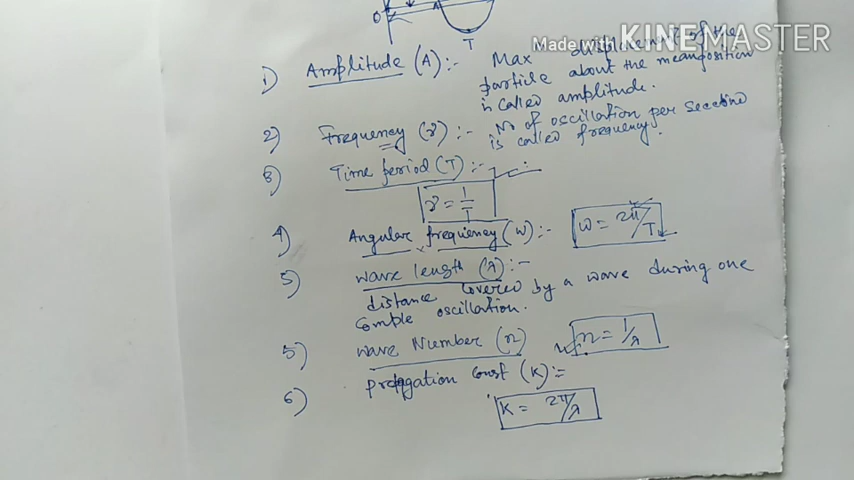 Made with KINEMASTER
O
T
1) Amplitude (A) :- Max displacement of the
particle about the mean position
is called amplitude.
2) Frequency (ν) :- No of oscillation per second
is called frequency.
3) Time period (T) :-
ν = 1/T
4) Angular frequency (W) :- W = 2π/T
5) wave length (λ) :-
distance covered by a wave during one
comple oscillation.
5) wave Number (n) n = 1/λ
6) propagation const (K) :-
K = 2π/λ